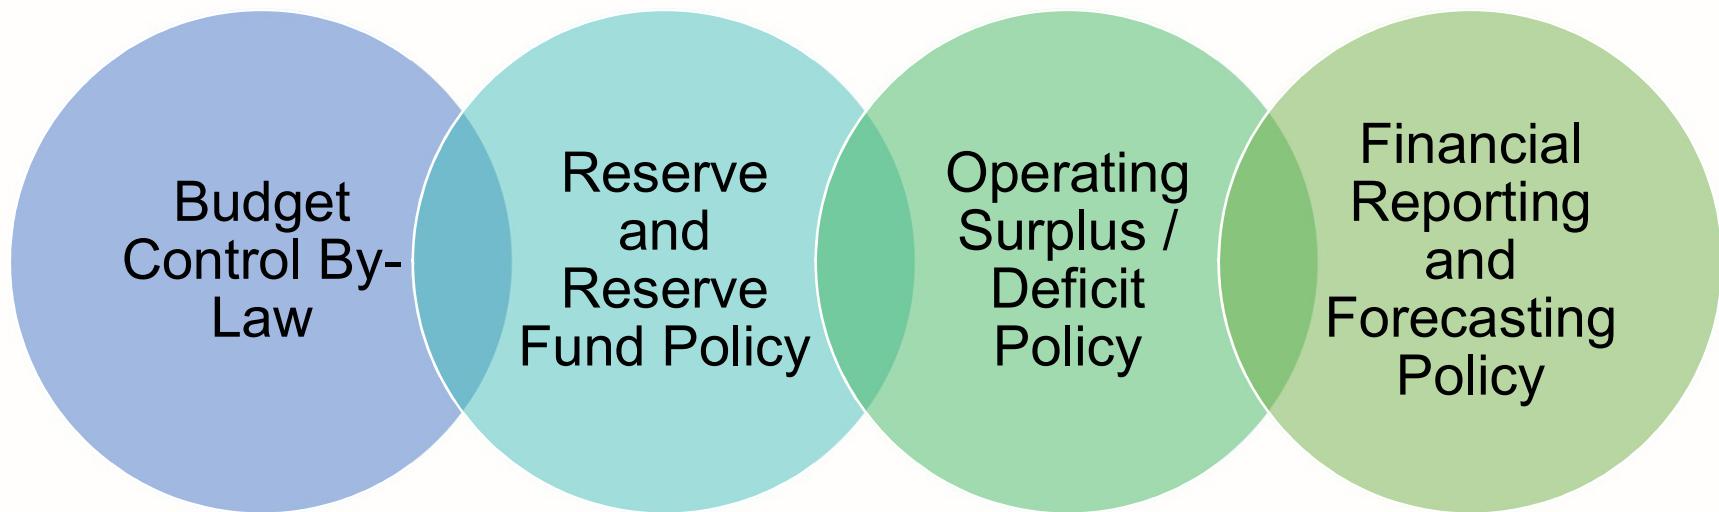 Budget
Control By-
Law
Reserve
and
Reserve
Fund Policy
Operating
Surplus /
Deficit
Policy
Financial
Reporting
and
Forecasting
Policy